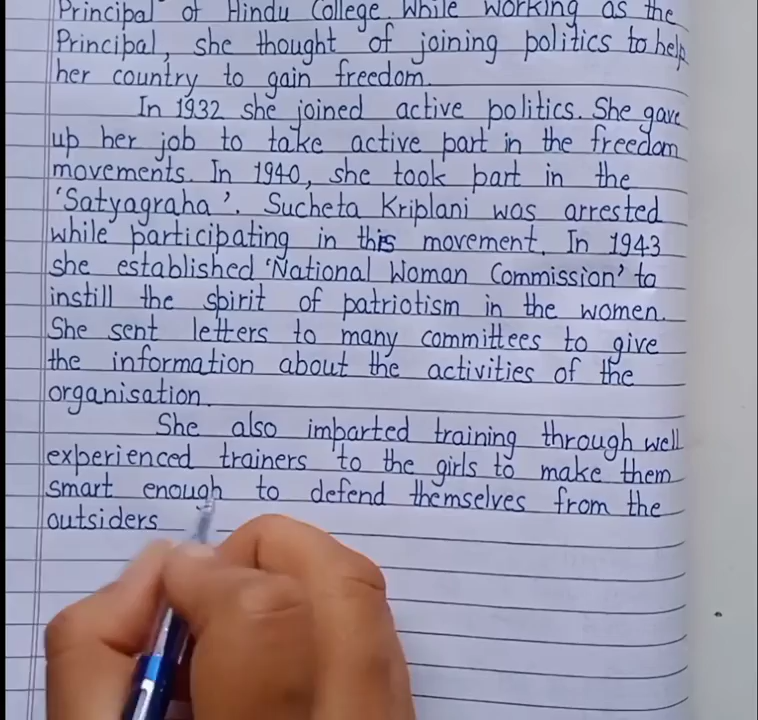 Principal of Hindu College. While working as the
Principal, she thought of joining politics to help
her country to gain freedom.
In 1932 she joined active politics. She gave
up her job to take active part in the freedom
movements. In 1940, she took part in the
'Satyagraha'. Sucheta Kriplani was arrested
while participating in this movement. In 1943
she established 'National Woman Commission' to
instill the spirit of patriotism in the women.
She sent letters to many committees to give
the information about the activities of the
organisation.
She also imparted training through well
experienced trainers to the girls to make them
smart enough to defend themselves from the
outsiders